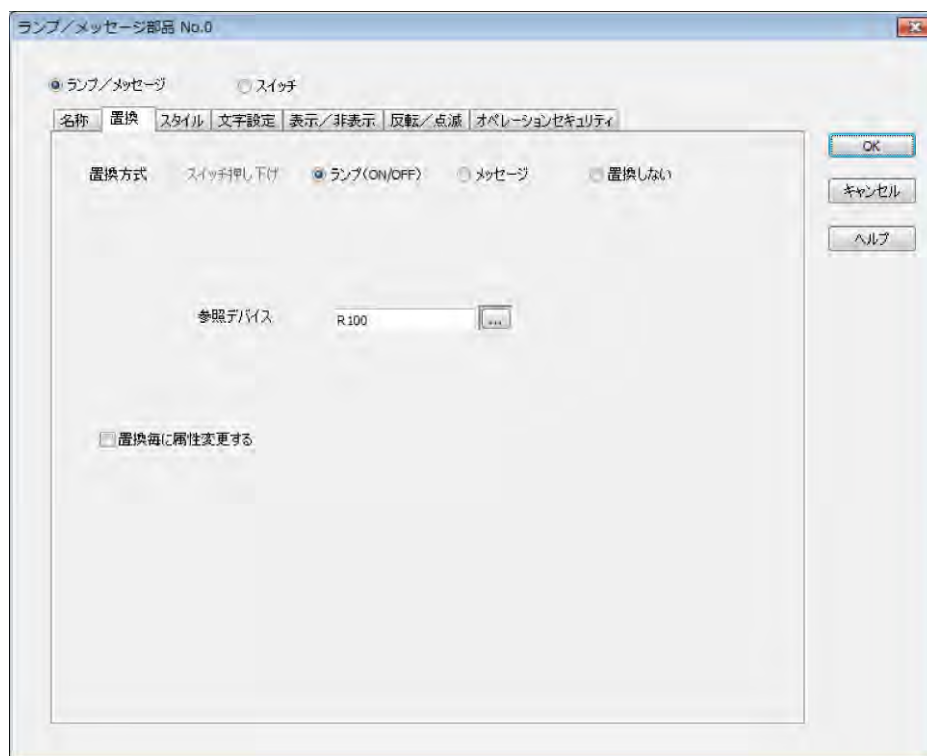 ランプ／メッセージ部品 No.0
ランプ／メッセージ スイッチ
名称 置換 スタイル 文字設定 表示／非表示 反転／点滅 オペレーションセキュリティ
OK
置換方式 スイッチ押し下げ ランプ(ON/OFF) メッセージ 置換しない
キャンセル
ヘルプ
参照デバイス R100 ...
置換毎に属性変更する